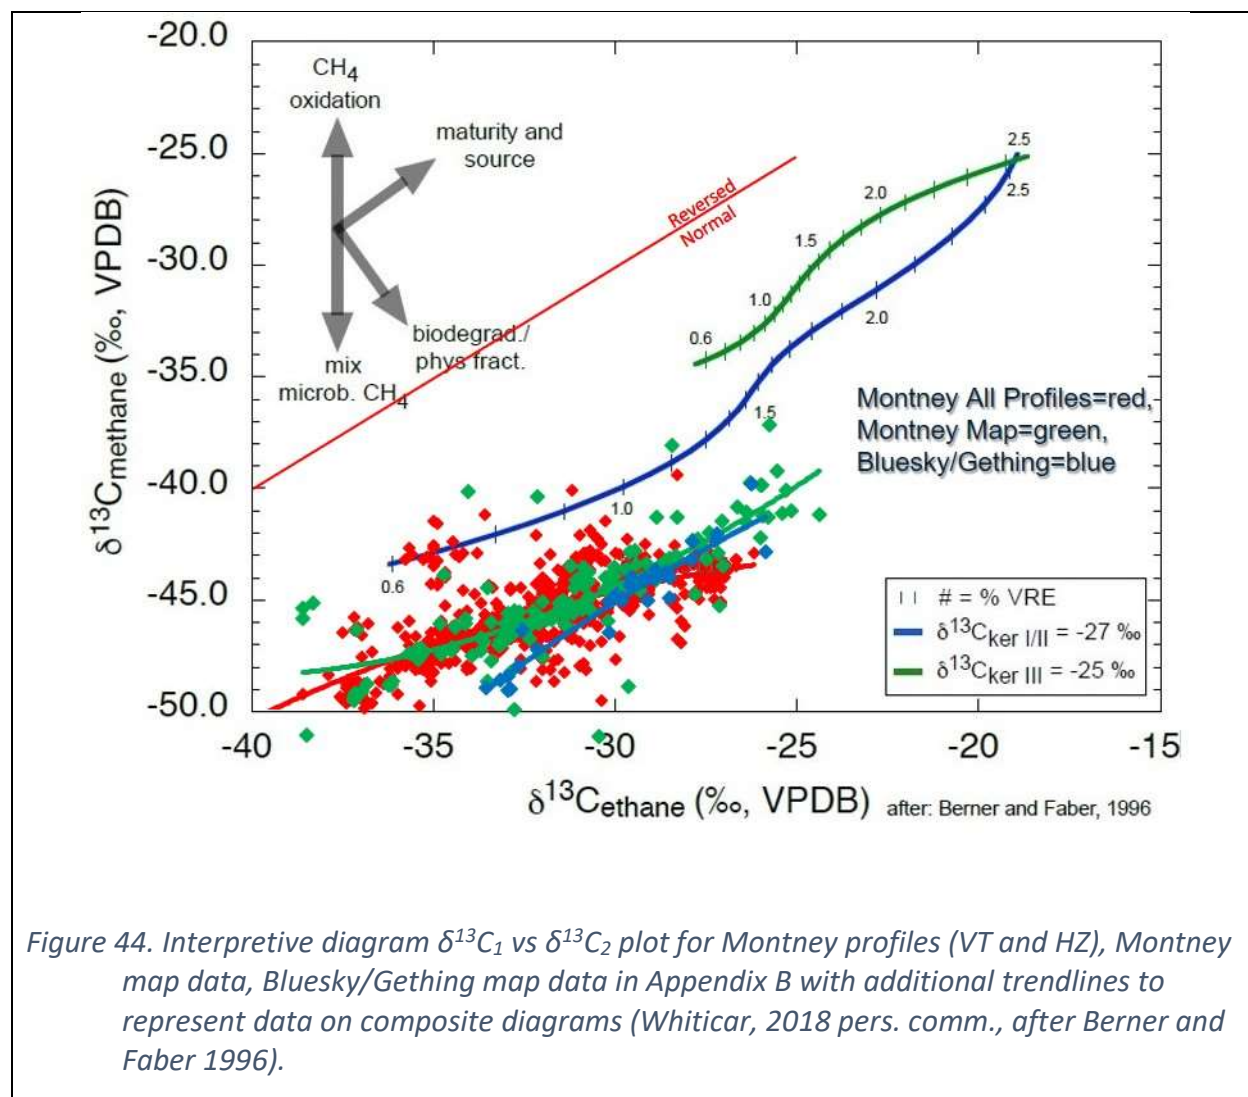 -20.0
-25.0
-30.0
-35.0
-40.0
-45.0
-50.0
δ¹³Cmethane (‰, VPDB)
CH₄
oxidation
maturity and
source
biodegrad./
phys fract.
mix
microb. CH₄
Reversed
Normal
2.5
2.0
1.5
1.0
0.6
2.5
2.0
1.5
1.0
0.6
Montney All Profiles=red,
Montney Map=green,
Bluesky/Gething=blue
# = % VRE
δ¹³Cker I/II = -27 ‰
δ¹³Cker III = -25 ‰
-40 -35 -30 -25 -20 -15
δ¹³Cethane (‰, VPDB) after: Berner and Faber, 1996
Figure 44. Interpretive diagram δ¹³C₁ vs δ¹³C₂ plot for Montney profiles (VT and HZ), Montney
map data, Bluesky/Gething map data in Appendix B with additional trendlines to
represent data on composite diagrams (Whiticar, 2018 pers. comm., after Berner and
Faber 1996).